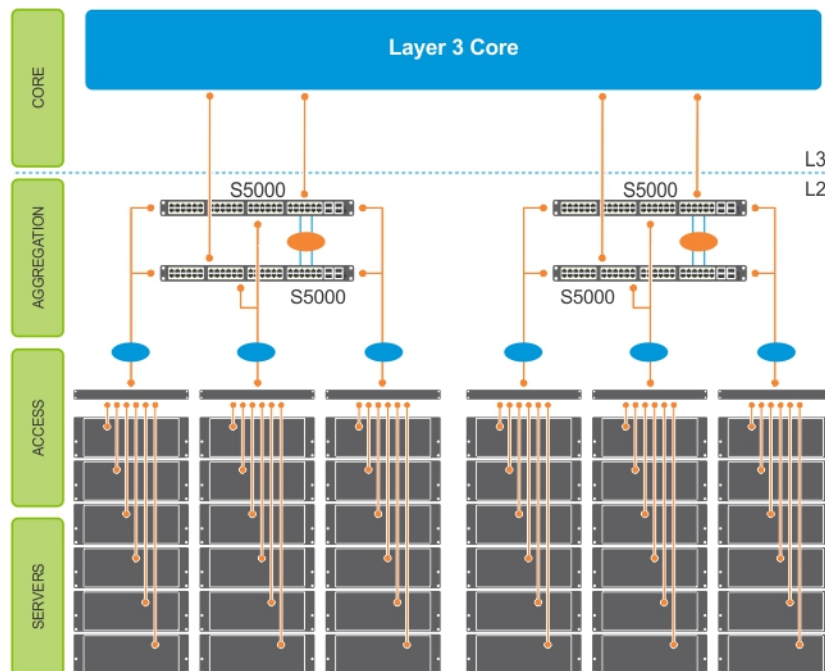 CORE
Layer 3 Core
L3
L2
AGGREGATION
S5000
S5000
S5000
S5000
ACCESS
SERVERS